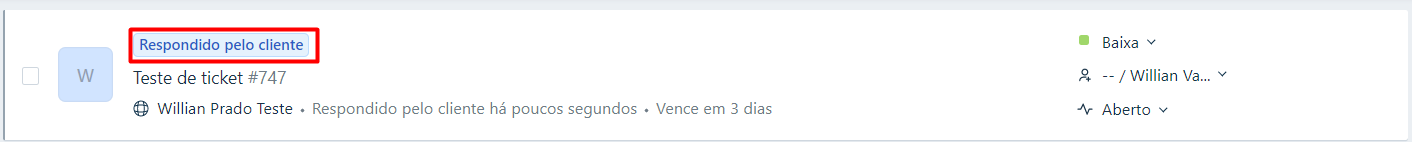 Respondido pelo cliente
W
Teste de ticket #747
Willian Prado Teste • Respondido pelo cliente há poucos segundos • Vence em 3 dias
Baixa
-- / Willian Va...
Aberto